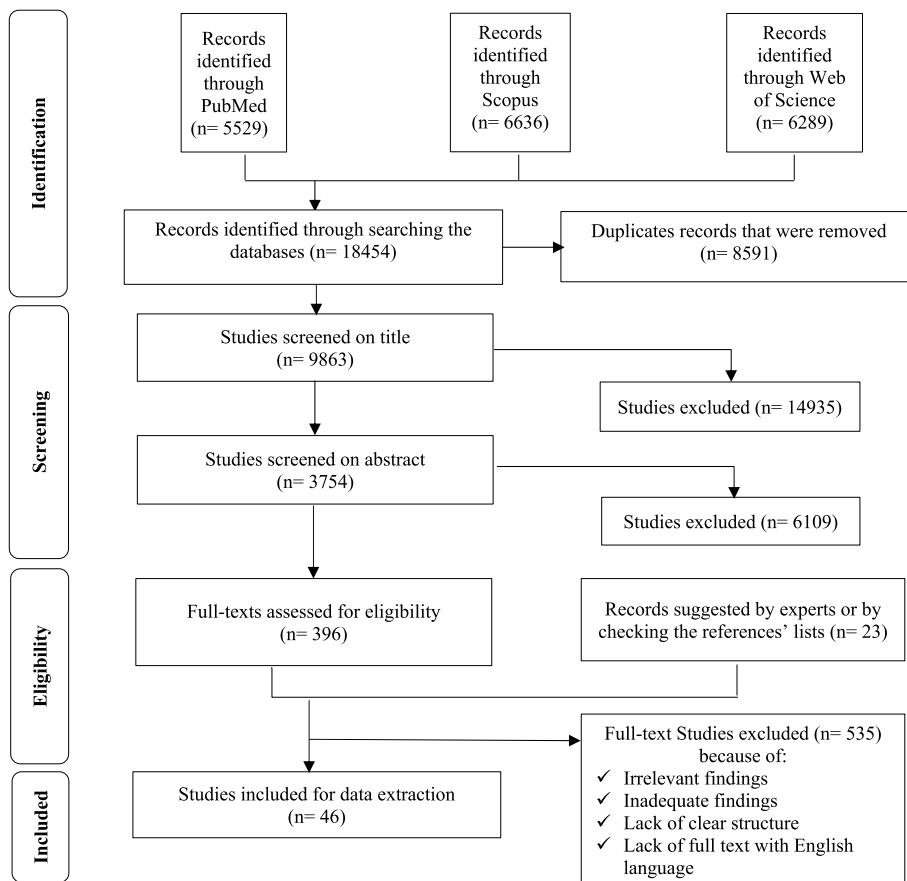 Identification
Records
identified
through
PubMed
(n= 5529)
Records
identified
through
Scopus
(n= 6636)
Records
identified
through Web
of Science
(n= 6289)
Records identified through searching the
databases (n= 18454)
Duplicates records that were removed
(n= 8591)
Screening
Studies screened on title
(n= 9863)
Studies excluded (n= 14935)
Studies screened on abstract
(n= 3754)
Studies excluded (n= 6109)
Eligibility
Full-texts assessed for eligibility
(n= 396)
Records suggested by experts or by
checking the references’ lists (n= 23)
Included
Studies included for data extraction
(n= 46)
Full-text Studies excluded (n= 535)
because of:
✓ Irrelevant findings
✓ Inadequate findings
✓ Lack of clear structure
✓ Lack of full text with English
language